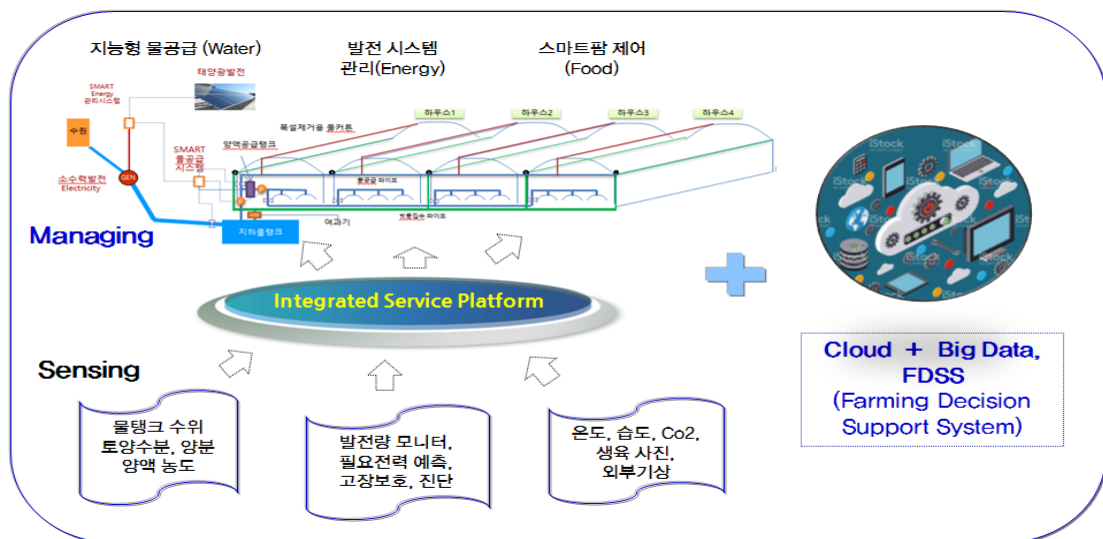 지능형 물공급 (Water)
발전 시스템
관리(Energy)
스마트팜 제어
(Food)
태양광발전
SMART
Energy
관리시스템
수원
하우스1
하우스2
하우스3
하우스4
폭설제거용 물커튼
양액공급탱크
SMART
물공급
시스템
소수력발전
Electricity
GEN
물공급 파이프
빗물집수 파이프
여과기
지하물탱크
Managing
Integrated Service Platform
Sensing
물탱크 수위
토양수분, 양분
양액 농도
발전량 모니터,
필요전력 예측,
고장보호, 진단
온도, 습도, Co2,
생육 사진,
외부기상
iStock
iStock
iStock
iStock
Cloud + Big Data,
FDSS
(Farming Decision
Support System)